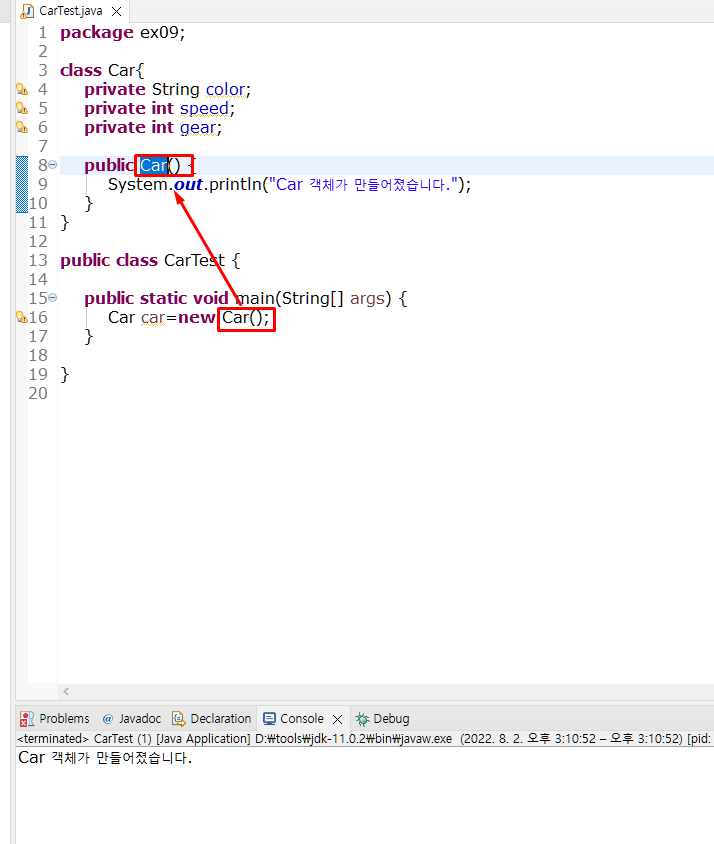 CarTest.java
1 package ex09;
2
3 class Car{
4 private String color;
5 private int speed;
6 private int gear;
7
8 public Car() {
9 System.out.println("Car 객체가 만들어졌습니다.");
10 }
11 }
12
13 public class CarTest {
14
15 public static void main(String[] args) {
16 Car car=new Car();
17 }
18
19 }
20
Problems @ Javadoc Declaration Console Debug
<terminated> CarTest (1) [Java Application] D:₩tools₩jdk-11.0.2₩bin₩javaw.exe (2022. 8. 2. 오후 3:10:52 – 오후 3:10:52) [pid:
Car 객체가 만들어졌습니다.